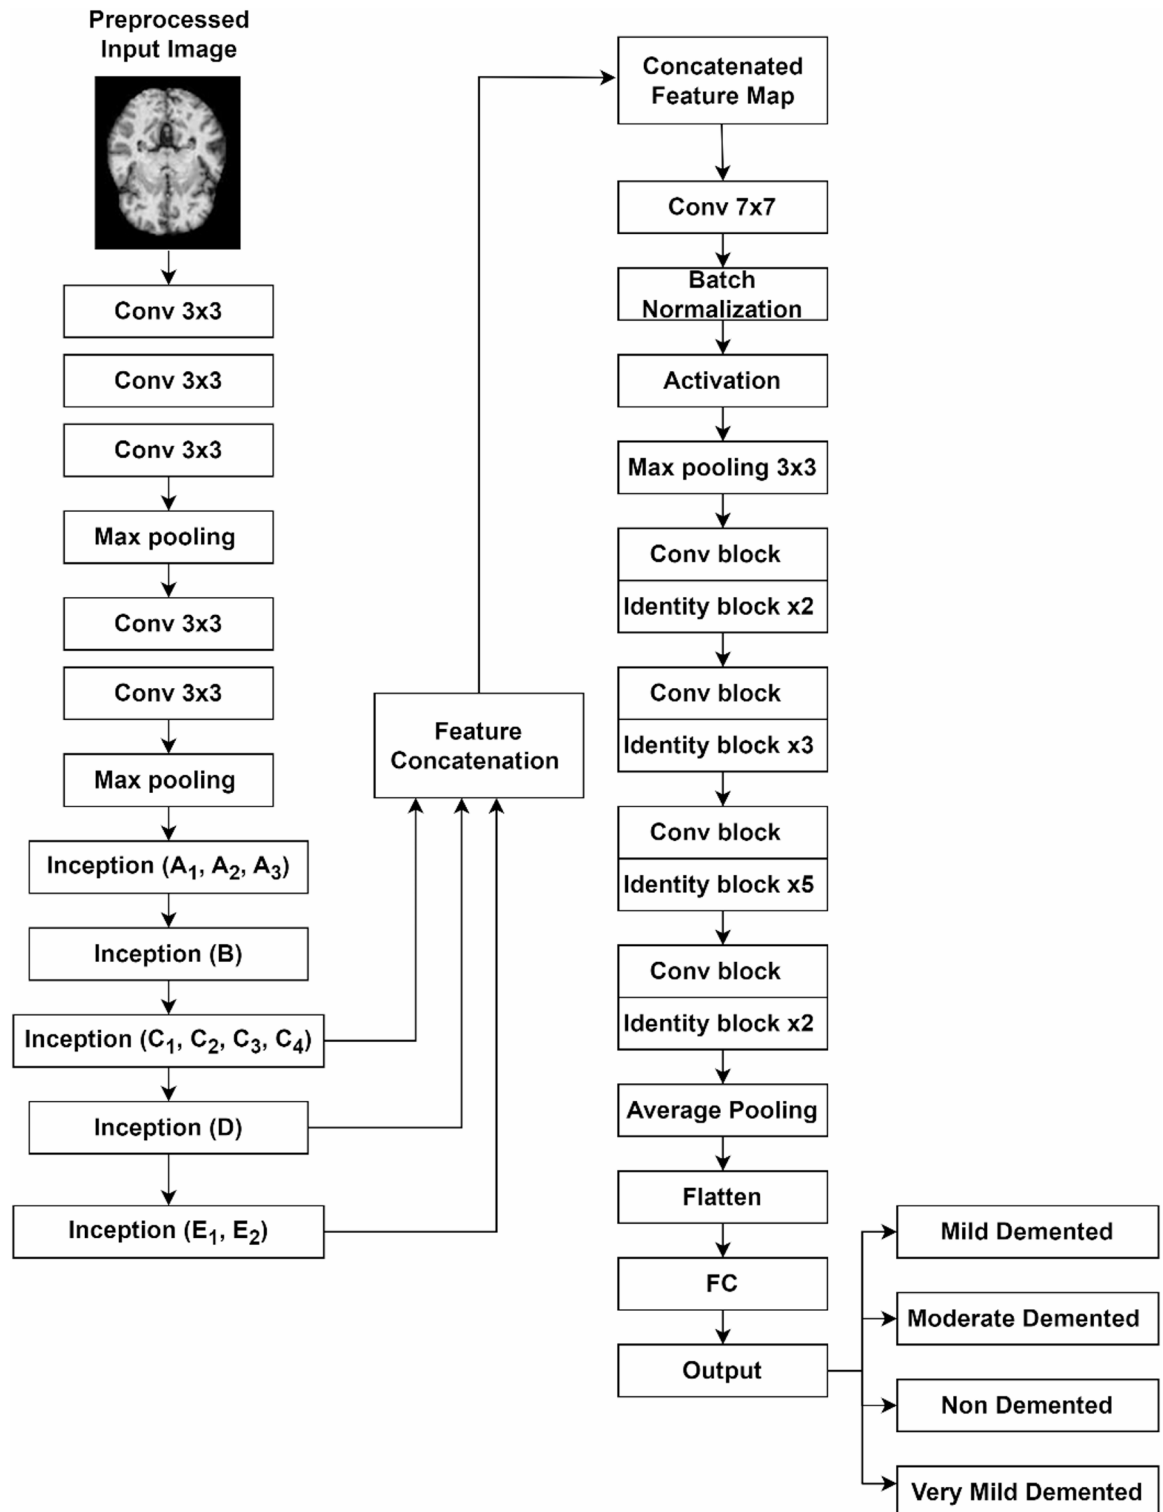 Preprocessed
Input Image
Conv 3x3
Conv 3x3
Conv 3x3
Max pooling
Conv 3x3
Conv 3x3
Max pooling
Inception (A₁, A₂, A₃)
Inception (B)
Inception (C₁, C₂, C₃, C₄)
Inception (D)
Inception (E₁, E₂)
Feature
Concatenation
Concatenated
Feature Map
Conv 7x7
Batch
Normalization
Activation
Max pooling 3x3
Conv block
Identity block x2
Conv block
Identity block x3
Conv block
Identity block x5
Conv block
Identity block x2
Average Pooling
Flatten
FC
Output
Mild Demented
Moderate Demented
Non Demented
Very Mild Demented